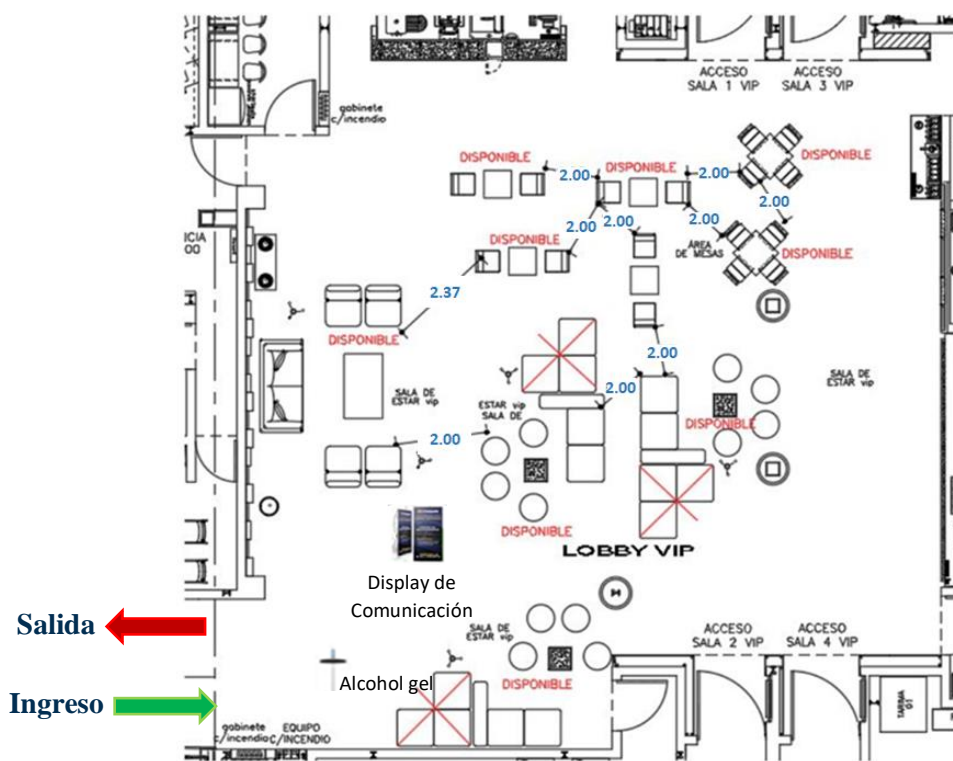 ACCESO
SALA 1 VIP
ACCESO
SALA 3 VIP
gabinete
c/incendio
DISPONIBLE
DISPONIBLE
DISPONIBLE
2.00
2.00
2.00
2.00
2.00
2.00
DISPONIBLE
ÁREA
DE MESAS
DISPONIBLE
ICIA
00
2.37
DISPONIBLE
2.00
SALA DE
ESTAR vip
SALA DE
ESTAR vip
2.00
ESTAR vip
SALA DE
DISPONIBLE
2.00
DISPONIBLE
LOBBY VIP
Display de
Comunicación
Salida
SALA DE
ESTAR vip
ACCESO
SALA 2 VIP
ACCESO
SALA 4 VIP
Alcohol gel
DISPONIBLE
Ingreso
TARIMA
01
gabinete
c/incendio
EQUIPO
C/INCENDIO